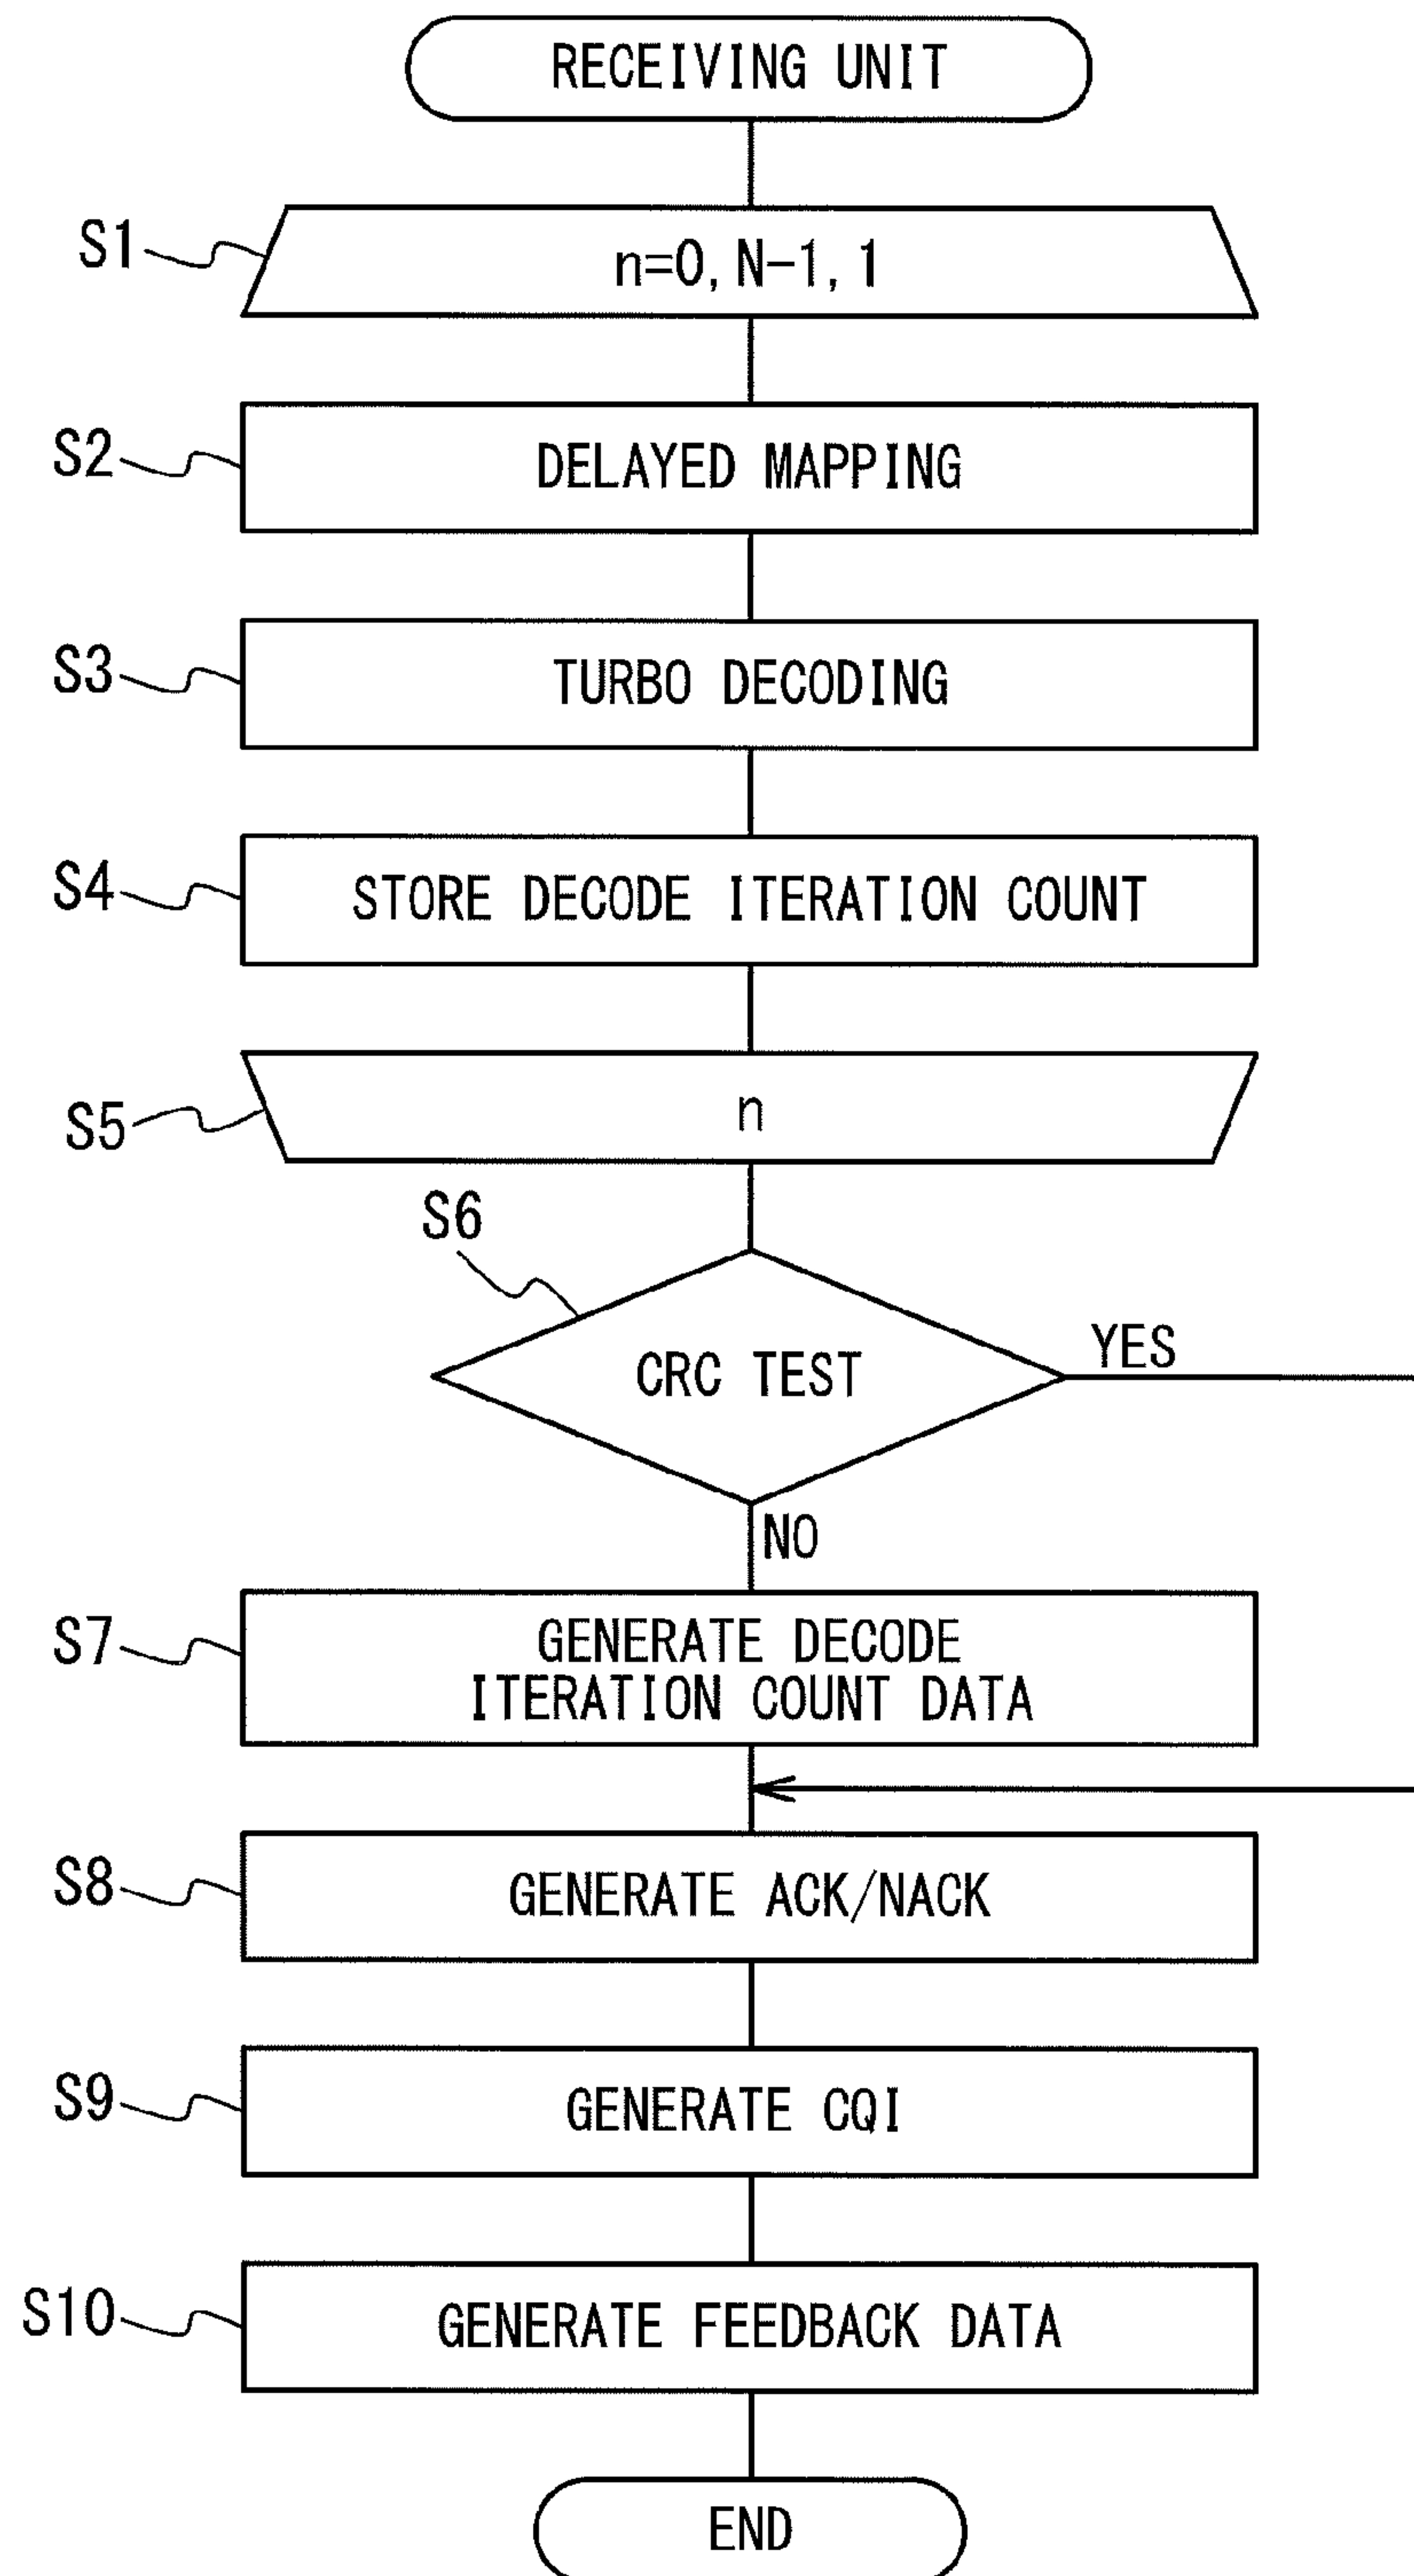 RECEIVING UNIT
S1
n=0, N-1, 1
S2
DELAYED MAPPING
S3
TURBO DECODING
S4
STORE DECODE ITERATION COUNT
S5
n
S6
CRC TEST
YES
NO
S7
GENERATE DECODE
ITERATION COUNT DATA
S8
GENERATE ACK/NACK
S9
GENERATE CQI
S10
GENERATE FEEDBACK DATA
END